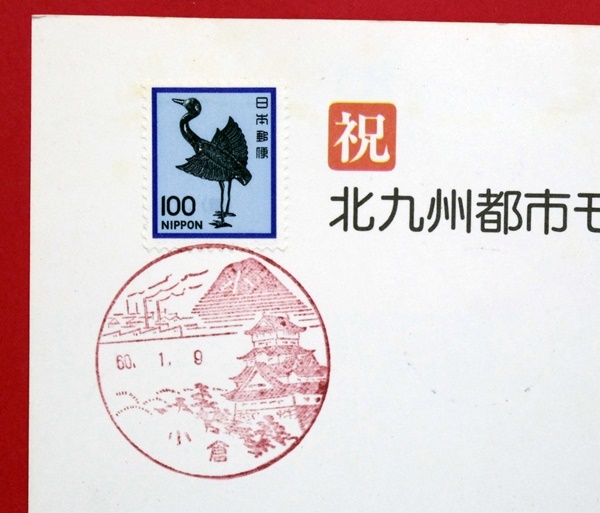 日本郵便
100
NIPPON
祝
北九州都市モ
60. 1. 9
小倉